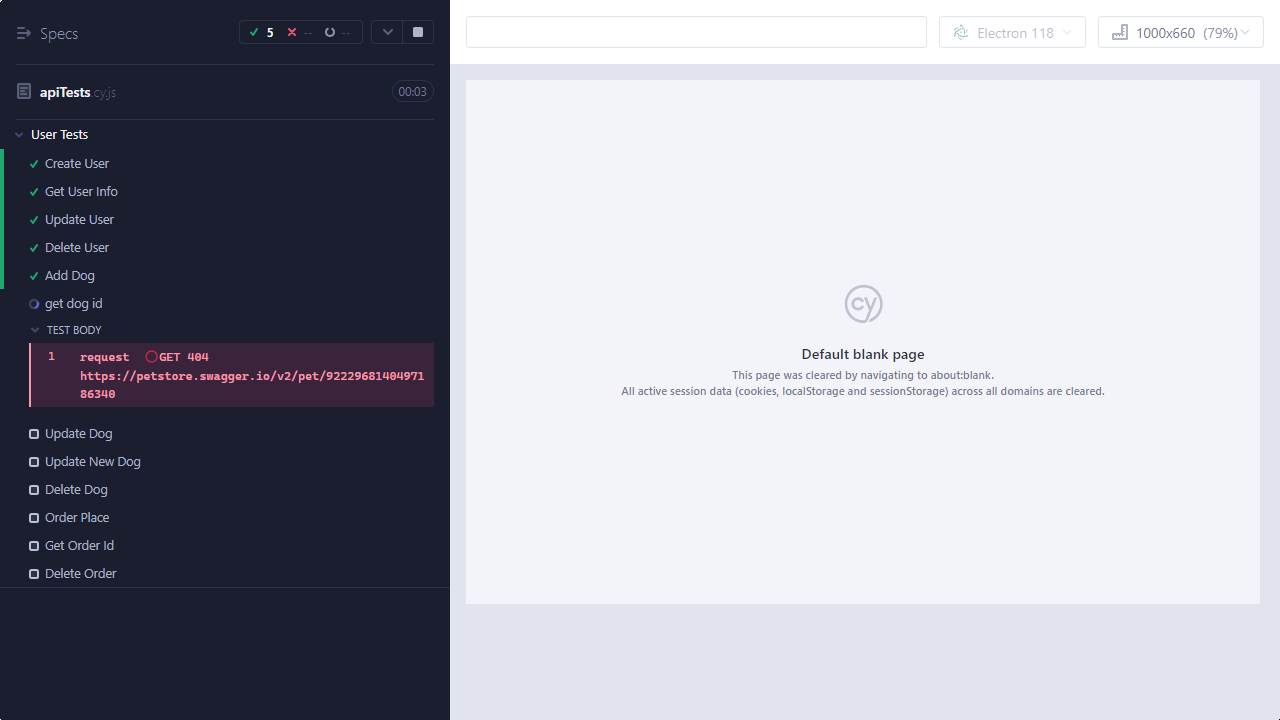 Specs
5
--
--
apiTests.cy.js
00:03
User Tests
Create User
Get User Info
Update User
Delete User
Add Dog
get dog id
TEST BODY
1 request GET 404
https://petstore.swagger.io/v2/pet/92229681404971
86340
Update Dog
Update New Dog
Delete Dog
Order Place
Get Order Id
Delete Order
Electron 118
1000x660 (79%)
cy
Default blank page
This page was cleared by navigating to about:blank.
All active session data (cookies, localStorage and sessionStorage) across all domains are cleared.